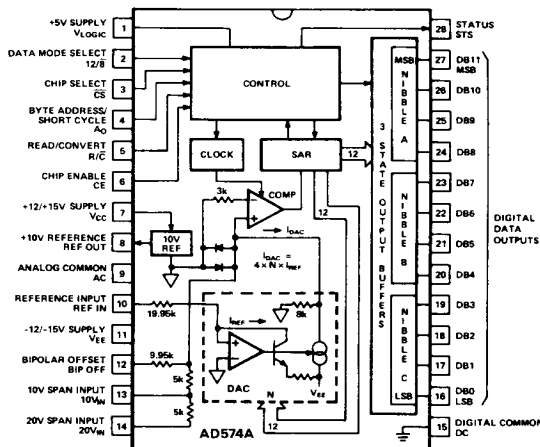 +5V SUPPLY
VLOGIC
1
DATA MODE SELECT
12/8̅
2
CHIP SELECT
C̅S̅
3
BYTE ADDRESS/
SHORT CYCLE
A0
4
READ/CONVERT
R/C̅
5
CHIP ENABLE
CE
6
+12/+15V SUPPLY
VCC
7
+10V REFERENCE
REF OUT
8
ANALOG COMMON
AC
9
REFERENCE INPUT
REF IN
10
-12/-15V SUPPLY
VEE
11
BIPOLAR OFFSET
BIP OFF
12
10V SPAN INPUT
10VIN
13
20V SPAN INPUT
20VIN
14
CONTROL
CLOCK
SAR
12
3k
COMP
-
+
12
10V
REF
IDAC
IDAC =
4 × N × IREF
19.95k
IREF
8k
9.95k
5k
5k
-
+
DAC
N
VEE
12
AD574A
3 STATE OUTPUT BUFFERS
MSB
NIBBLE A
NIBBLE B
NIBBLE C
LSB
28
STATUS
STS
27
DB11
MSB
26
DB10
25
DB9
24
DB8
23
DB7
22
DB6
21
DB5
20
DB4
19
DB3
18
DB2
17
DB1
16
DB0
LSB
15
DIGITAL COMMON
DC
DIGITAL
DATA
OUTPUTS